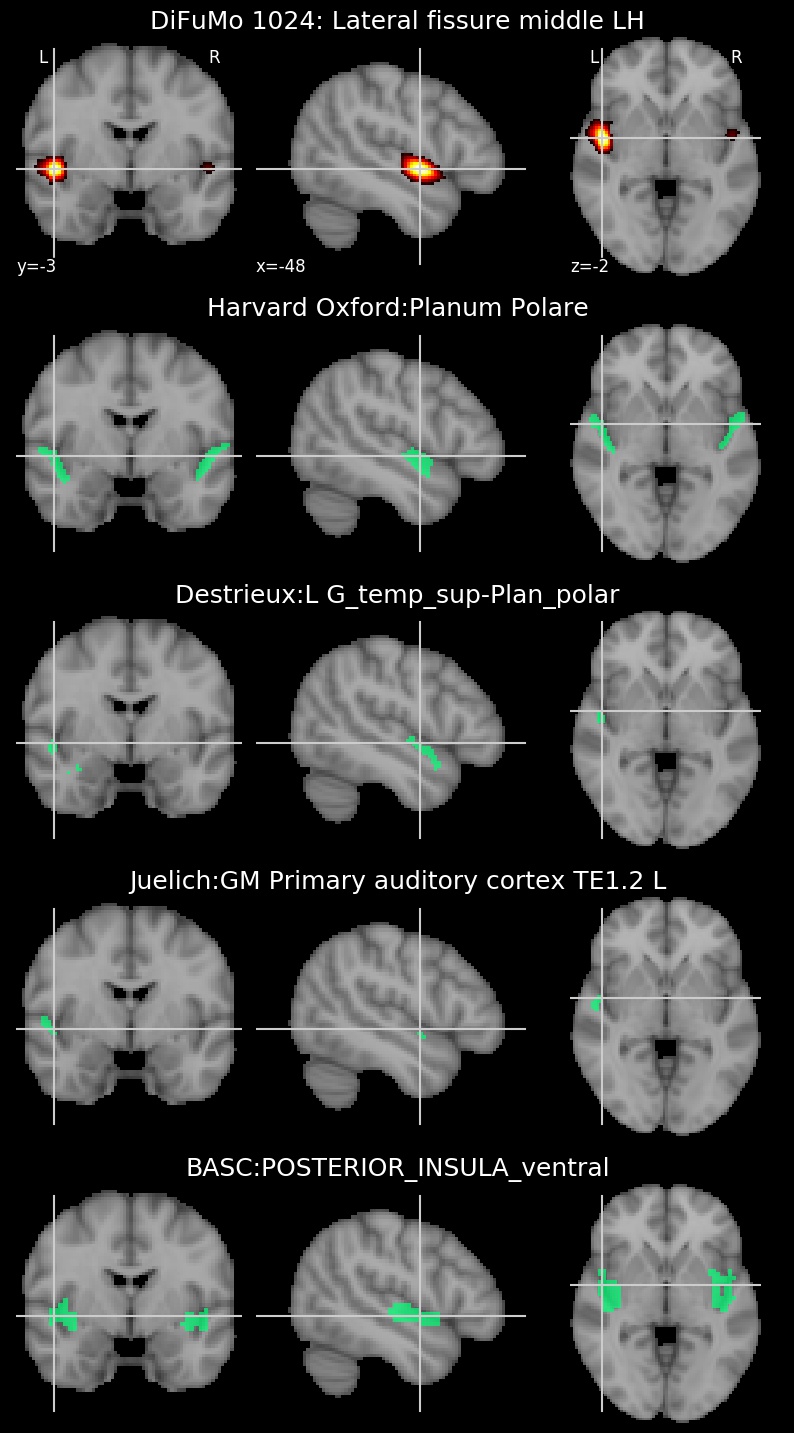 DiFuMo 1024: Lateral fissure middle LH
L R L R
y=-3 x=-48 z=-2
Harvard Oxford:Planum Polare
Destrieux:L G_temp_sup-Plan_polar
Juelich:GM Primary auditory cortex TE1.2 L
BASC:POSTERIOR_INSULA_ventral